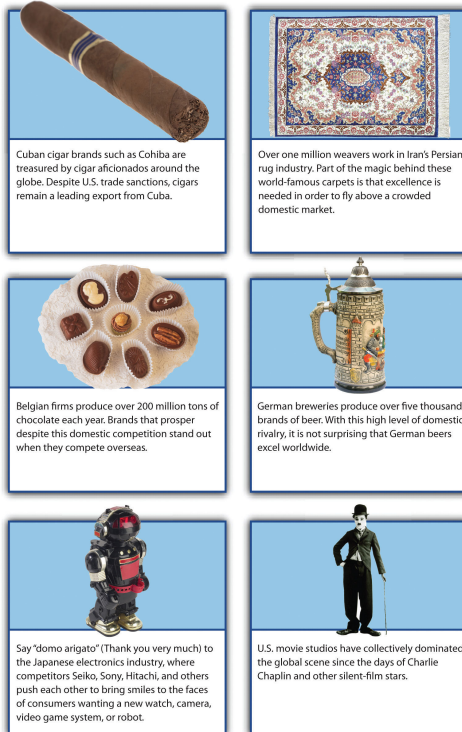 Cuban cigar brands such as Cohiba are
treasured by cigar aficionados around the
globe. Despite U.S. trade sanctions, cigars
remain a leading export from Cuba.
Over one million weavers work in Iran's Persian
rug industry. Part of the magic behind these
world-famous carpets is that excellence is
needed in order to fly above a crowded
domestic market.
Belgian firms produce over 200 million tons of
chocolate each year. Brands that prosper
despite this domestic competition stand out
when they compete overseas.
German breweries produce over five thousand
brands of beer. With this high level of domestic
rivalry, it is not surprising that German beers
excel worldwide.
Say "domo arigato" (Thank you very much) to
the Japanese electronics industry, where
competitors Seiko, Sony, Hitachi, and others
push each other to bring smiles to the faces
of consumers wanting a new watch, camera,
video game system, or robot.
U.S. movie studios have collectively dominated
the global scene since the days of Charlie
Chaplin and other silent-film stars.